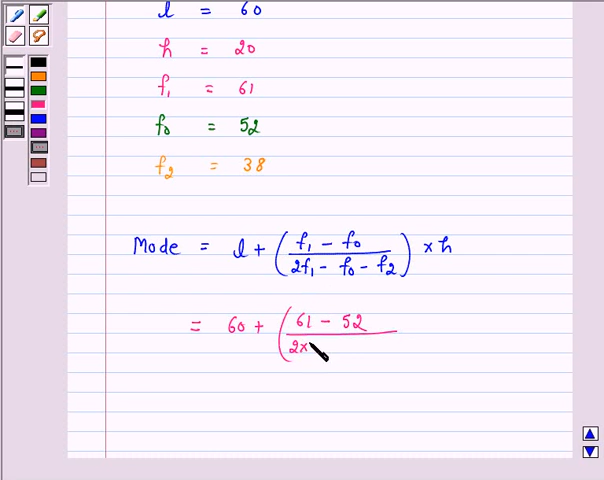 l = 60
h = 20
f₁ = 61
f₀ = 52
f₂ = 38
Mode = l + ( (f₁ - f₀) / (2f₁ - f₀ - f₂) ) × h
= 60 + ( 61 - 52 / 2×